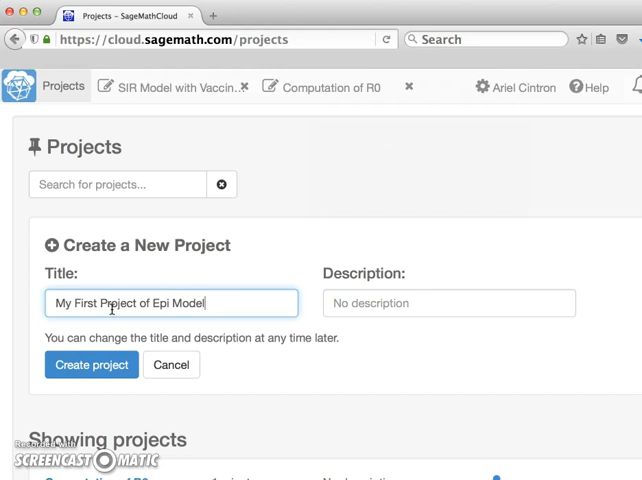 Projects – SageMathCloud
https://cloud.sagemath.com/projects
Search
Projects
SIR Model with Vaccin...
Computation of R0
Ariel Cintron
Help
Projects
Search for projects...
Create a New Project
Title:
Description:
My First Project of Epi Model
No description
You can change the title and description at any time later.
Create project
Cancel
Showing projects
Recorded with
SCREENCAST-O-MATIC